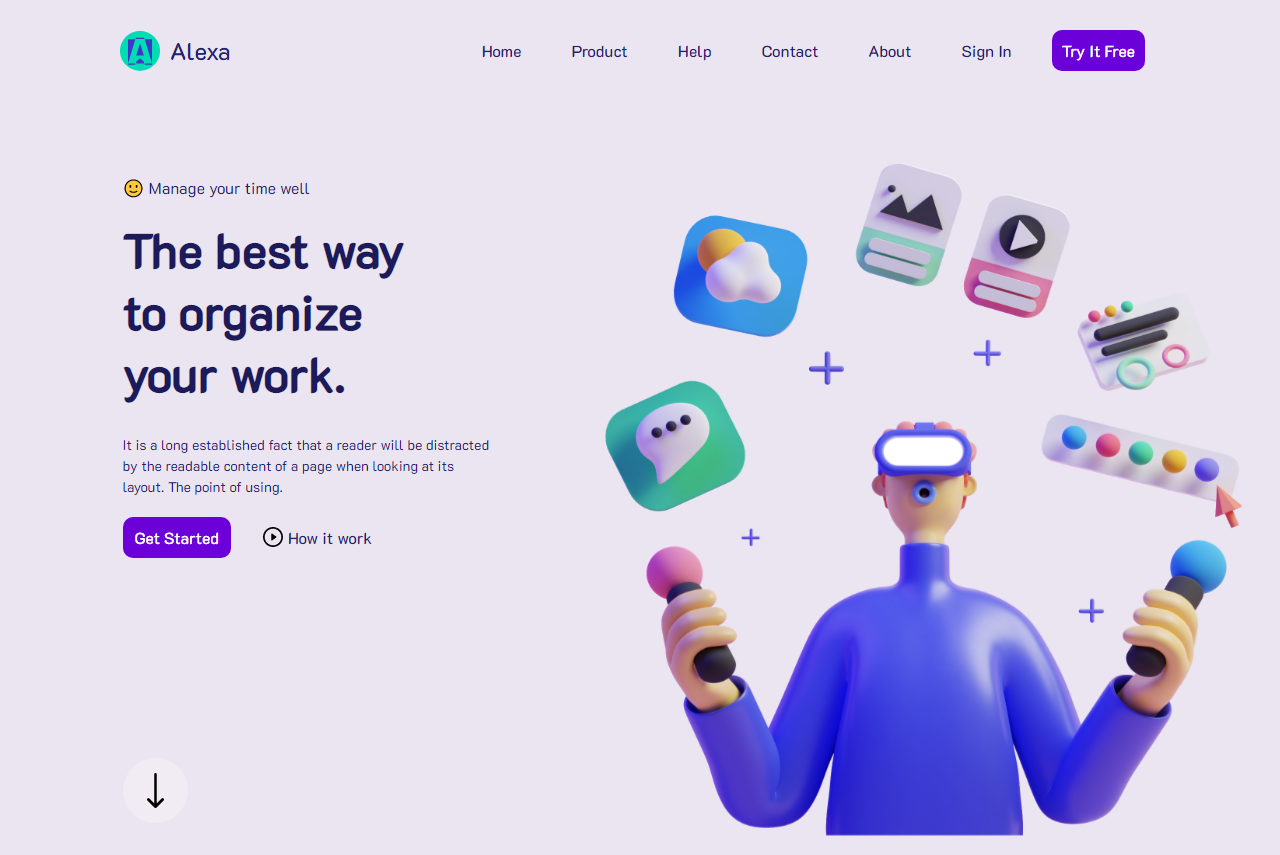 A Alexa
Home Product Help Contact About Sign In Try It Free
Manage your time well
The best way
to organize
your work.
It is a long established fact that a reader will be distracted
by the readable content of a page when looking at its
layout. The point of using.
Get Started How it work